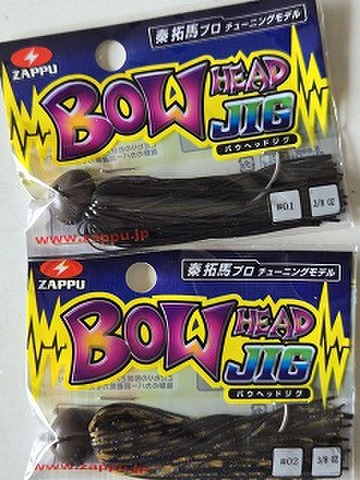 秦拓馬プロ チューニングモデル
ZAPPU
BOW HEAD JIG
バウヘッドジグ
#01 3/8 OZ
www.zappu.jp
秦拓馬プロ チューニングモデル
ZAPPU
BOW HEAD JIG
バウヘッドジグ
#02 3/8 OZ
www.zappu.jp